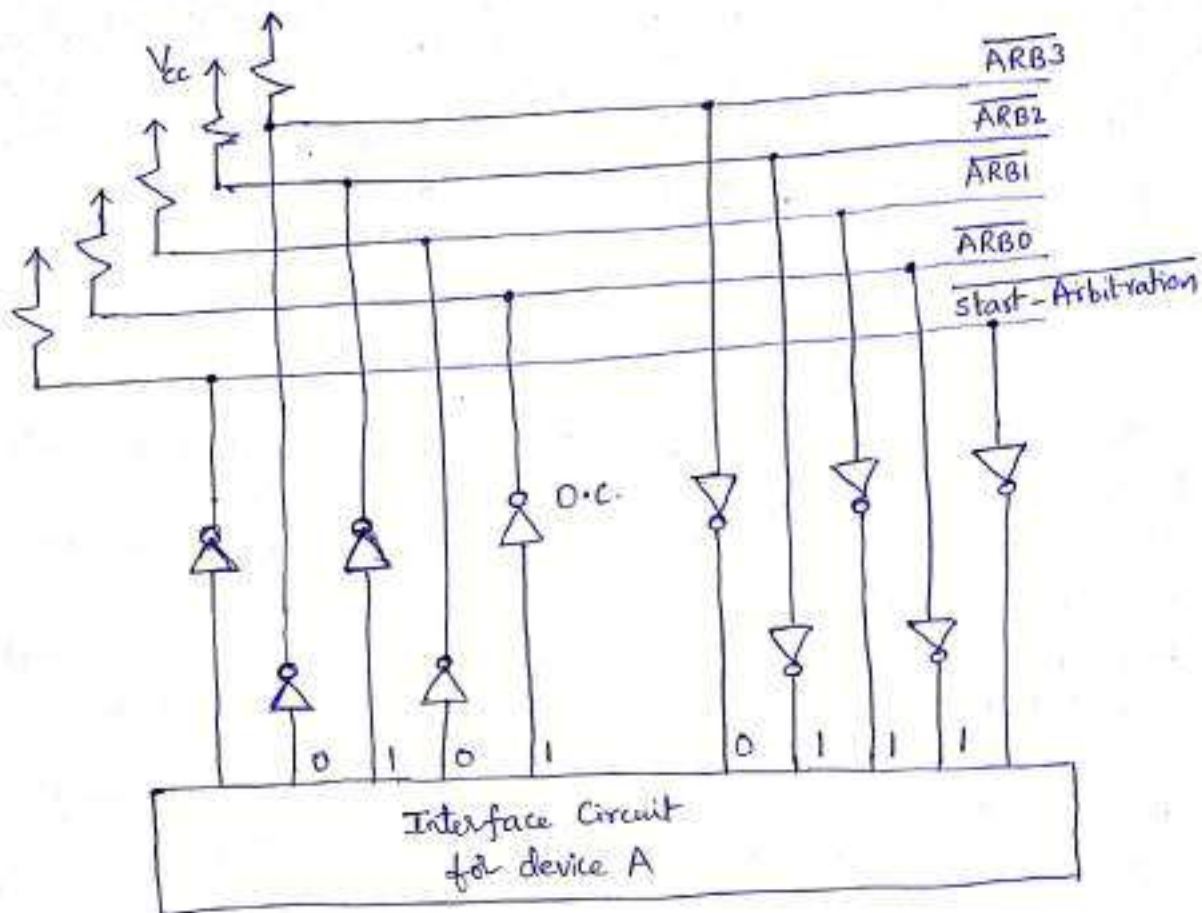 Vcc
ARB3
ARB2
ARB1
ARB0
Start-Arbitration
O.C.
0 1 0 1 0 1 1 1
Interface Circuit
for device A